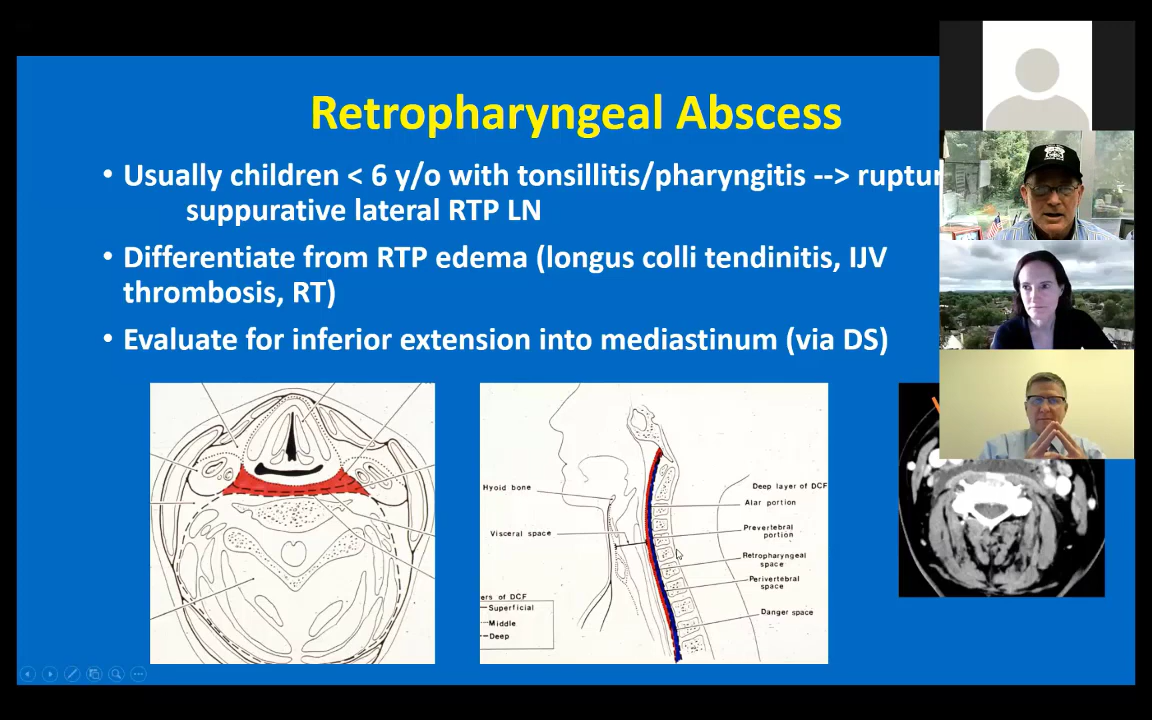 Retropharyngeal Abscess
• Usually children < 6 y/o with tonsillitis/pharyngitis --> ruptur
suppurative lateral RTP LN
• Differentiate from RTP edema (longus colli tendinitis, IJV
thrombosis, RT)
• Evaluate for inferior extension into mediastinum (via DS)
Hyoid bone
Visceral space
ers of DCF
Superficial
Middle
Deep
Deep layer of DCF
Alar portion
Prevertebral
portion
Retropharyngeal
space
Perivertebral
space
Danger space